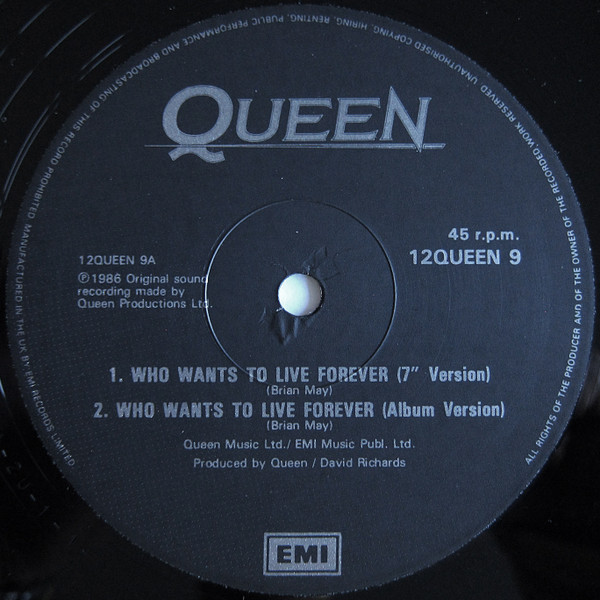 QUEEN
45 r.p.m.
12QUEEN 9
12QUEEN 9A
℗1986 Original sound
recording made by
Queen Productions Ltd.
1. WHO WANTS TO LIVE FOREVER (7" Version)
(Brian May)
2. WHO WANTS TO LIVE FOREVER (Album Version)
(Brian May)
Queen Music Ltd./ EMI Music Publ. Ltd.
Produced by Queen / David Richards
EMI
ALL RIGHTS OF THE PRODUCER AND OF THE OWNER OF THE RECORDED WORK RESERVED. UNAUTHORISED COPYING, HIRING, RENTING, PUBLIC PERFORMANCE AND BROADCASTING OF THIS RECORD PROHIBITED. MANUFACTURED IN THE UK BY EMI RECORDS LIMITED